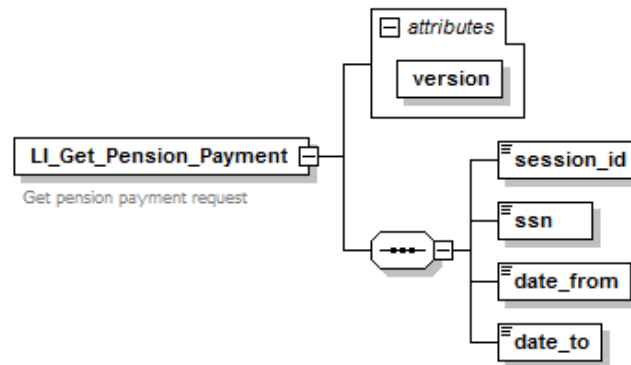 attributes
version
LI_Get_Pension_Payment
Get pension payment request
session_id
ssn
date_from
date_to